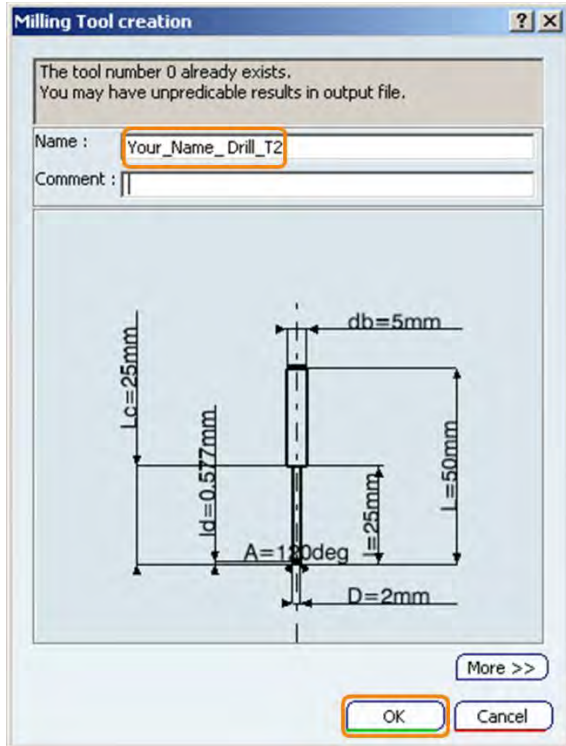 Milling Tool creation
The tool number 0 already exists.
You may have unpredicable results in output file.
Name : Your_Name_ Drill_T2
Comment :
db=5mm
Lc=25mm
ld=0.577mm
L=50mm
l=25mm
A=120deg
D=2mm
More >>
OK Cancel